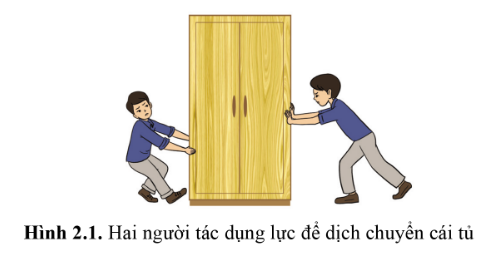 Hình 2.1. Hai người tác dụng lực để dịch chuyển cái tủ